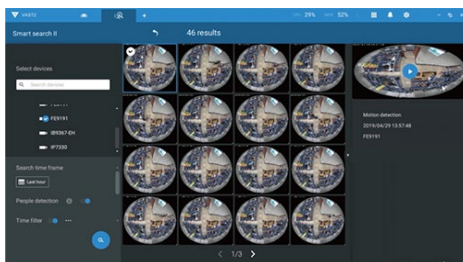 VAST2
29%
52%
Smart search II
46 results
Select devices
Search devices
FE9191
IB9367-EH
IP7330
Search time frame
Last hour
People detection
Time filter
Motion detection
2019/04/29 13:57:48
FE9191
1/3